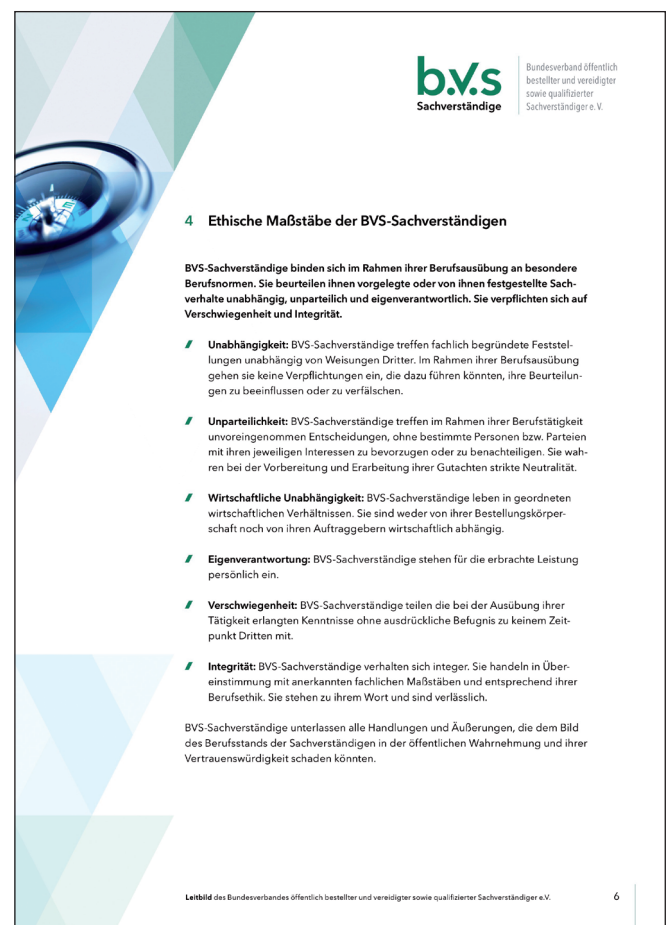 b.v.s
Sachverständige
Bundesverband öffentlich
bestellter und vereidigter
sowie qualifizierter
Sachverständiger e. V.
4 Ethische Maßstäbe der BVS-Sachverständigen
BVS-Sachverständige binden sich im Rahmen ihrer Berufsausübung an besondere
Berufsnormen. Sie beurteilen ihnen vorgelegte oder von ihnen festgestellte Sach-
verhalte unabhängig, unparteilich und eigenverantwortlich. Sie verpflichten sich auf
Verschwiegenheit und Integrität.
Unabhängigkeit: BVS-Sachverständige treffen fachlich begründete Feststel-
lungen unabhängig von Weisungen Dritter. Im Rahmen ihrer Berufsausübung
gehen sie keine Verpflichtungen ein, die dazu führen könnten, ihre Beurteilun-
gen zu beeinflussen oder zu verfälschen.
Unparteilichkeit: BVS-Sachverständige treffen im Rahmen ihrer Berufstätigkeit
unvoreingenommen Entscheidungen, ohne bestimmte Personen bzw. Parteien
mit ihren jeweiligen Interessen zu bevorzugen oder zu benachteiligen. Sie wah-
ren bei der Vorbereitung und Erarbeitung ihrer Gutachten strikte Neutralität.
Wirtschaftliche Unabhängigkeit: BVS-Sachverständige leben in geordneten
wirtschaftlichen Verhältnissen. Sie sind weder von ihrer Bestellungskörper-
schaft noch von ihren Auftraggebern wirtschaftlich abhängig.
Eigenverantwortung: BVS-Sachverständige stehen für die erbrachte Leistung
persönlich ein.
Verschwiegenheit: BVS-Sachverständige teilen die bei der Ausübung ihrer
Tätigkeit erlangten Kenntnisse ohne ausdrückliche Befugnis zu keinem Zeit-
punkt Dritten mit.
Integrität: BVS-Sachverständige verhalten sich integer. Sie handeln in Über-
einstimmung mit anerkannten fachlichen Maßstäben und entsprechend ihrer
Berufsethik. Sie stehen zu ihrem Wort und sind verlässlich.
BVS-Sachverständige unterlassen alle Handlungen und Äußerungen, die dem Bild
des Berufsstands der Sachverständigen in der öffentlichen Wahrnehmung und ihrer
Vertrauenswürdigkeit schaden könnten.
Leitbild des Bundesverbandes öffentlich bestellter und vereidigter sowie qualifizierter Sachverständiger e.V. 6